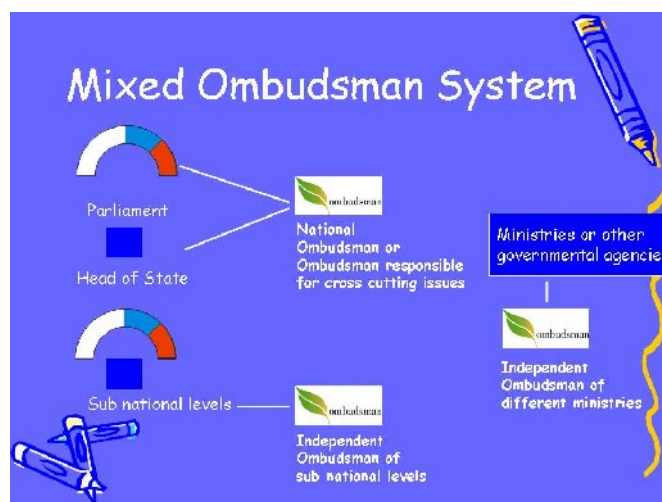 Mixed Ombudsman System
Parliament
Head of State
ombudsman
National
Ombudsman or
Ombudsman responsible
for cross cutting issues
Ministries or other
governmental agencie
ombudsman
Independent
Ombudsman of
different ministries
Sub national levels
ombudsman
Independent
Ombudsman of
sub national levels